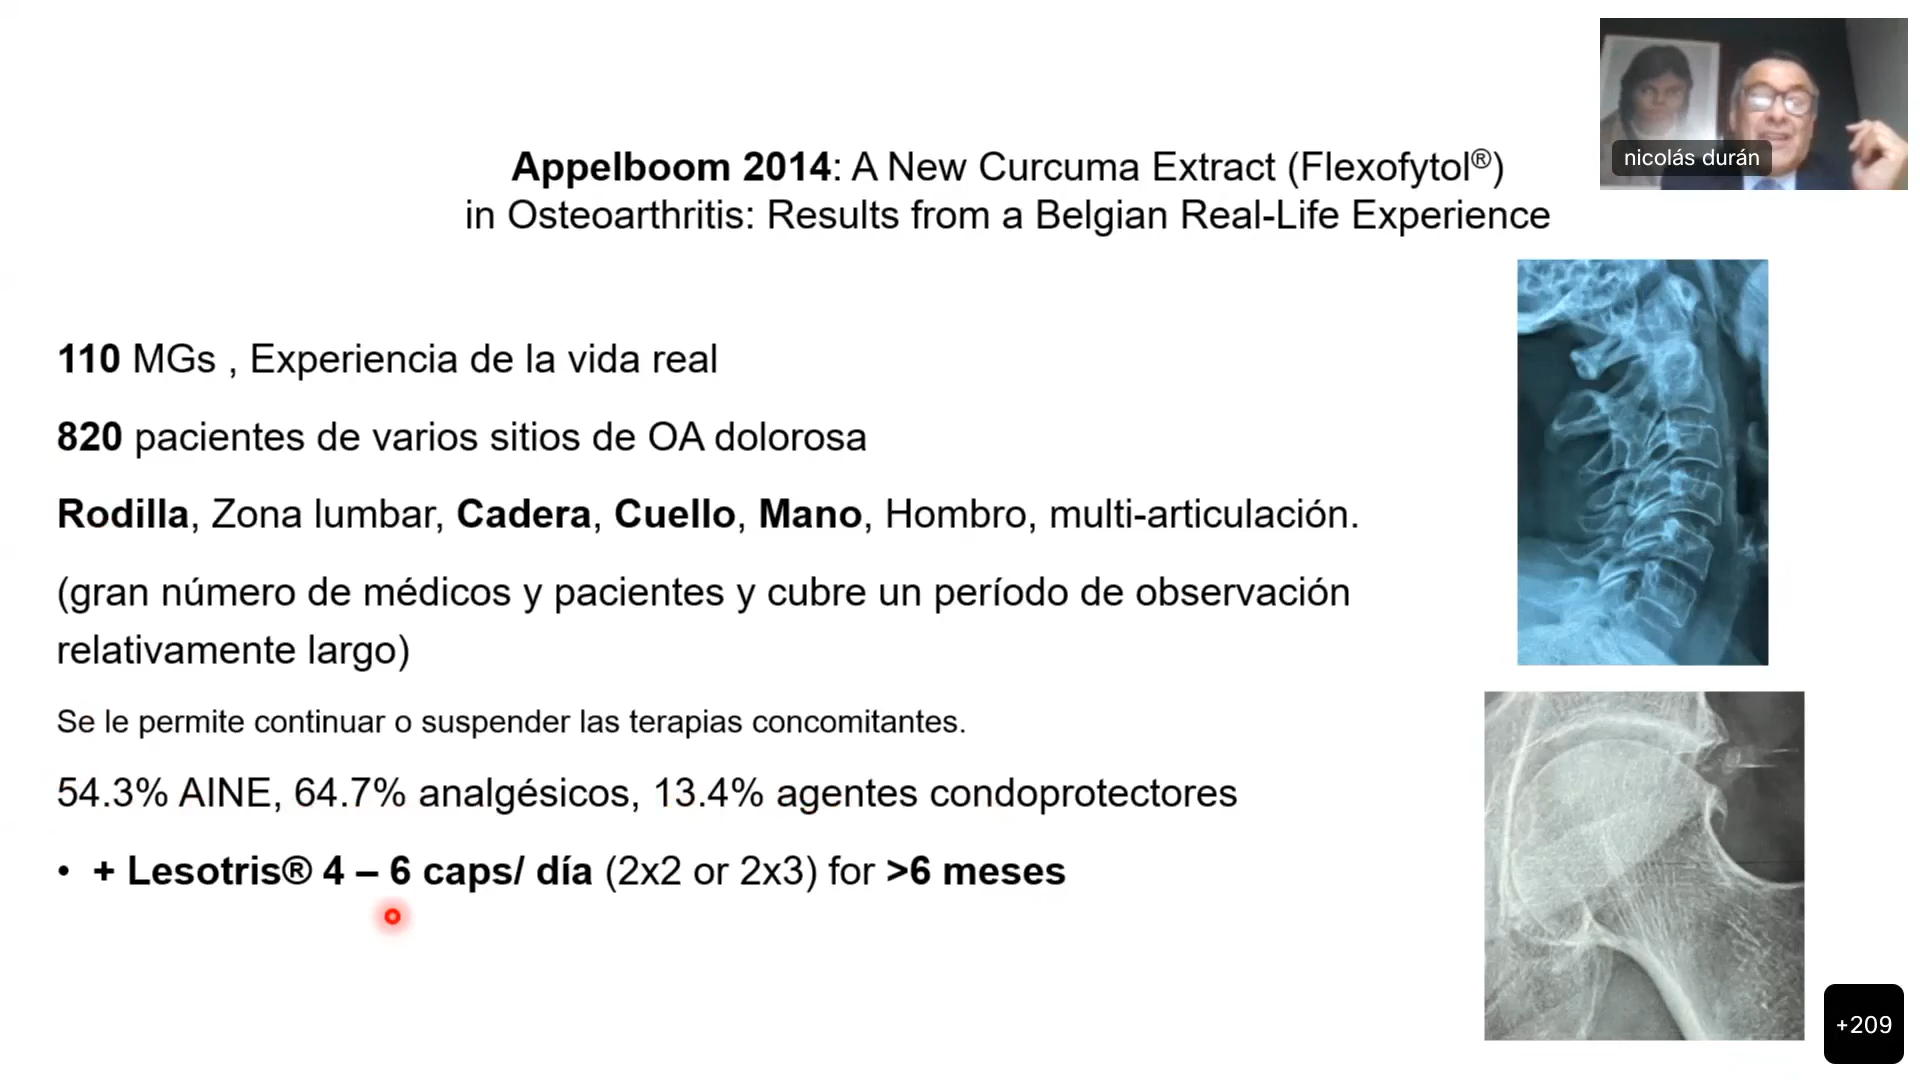 nicolás durán
Appelboom 2014: A New Curcuma Extract (Flexofytol®)
in Osteoarthritis: Results from a Belgian Real-Life Experience
110 MGs , Experiencia de la vida real
820 pacientes de varios sitios de OA dolorosa
Rodilla, Zona lumbar, Cadera, Cuello, Mano, Hombro, multi-articulación.
(gran número de médicos y pacientes y cubre un período de observación
relativamente largo)
Se le permite continuar o suspender las terapias concomitantes.
54.3% AINE, 64.7% analgésicos, 13.4% agentes condoprotectores
• + Lesotris® 4 – 6 caps/ día (2x2 or 2x3) for >6 meses
+209